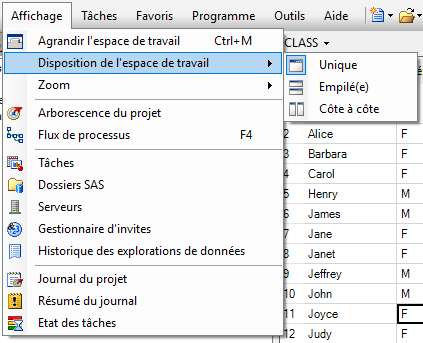 Affichage Tâches Favoris Programme Outils Aide
Agrandir l'espace de travail Ctrl+M
CLASS
Disposition de l'espace de travail
Unique
Zoom
Empilé(e)
Côte à côte
Arborescence du projet
Flux de processus F4
2 Alice F
3 Barbara F
Tâches
4 Carol F
Dossiers SAS
5 Henry M
Serveurs
6 James M
Gestionnaire d'invites
7 Jane F
Historique des explorations de données
8 Janet F
9 Jeffrey M
Journal du projet
10 John M
Résumé du journal
11 Joyce F
Etat des tâches
12 Judy F